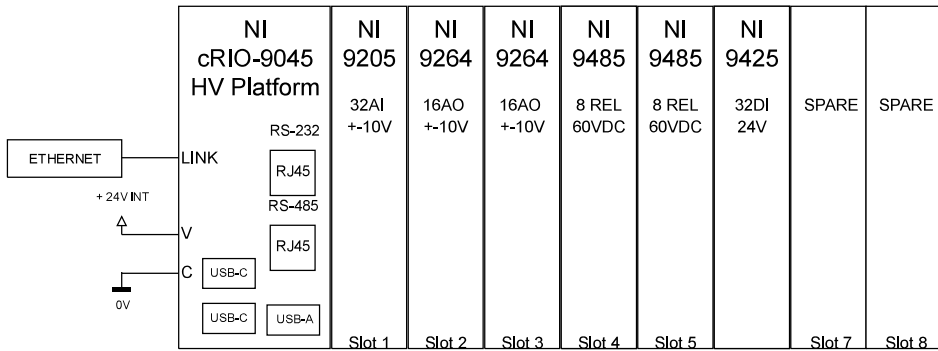 NI
cRIO-9045
HV Platform
RS-232
RJ45
RS-485
RJ45
LINK
V
C
USB-C
USB-C
USB-A
ETHERNET
+ 24V INT
0V
NI
9205
32AI
+-10V
Slot 1
NI
9264
16AO
+-10V
Slot 2
NI
9264
16AO
+-10V
Slot 3
NI
9485
8 REL
60VDC
Slot 4
NI
9485
8 REL
60VDC
Slot 5
NI
9425
32DI
24V
SPARE
Slot 7
SPARE
Slot 8